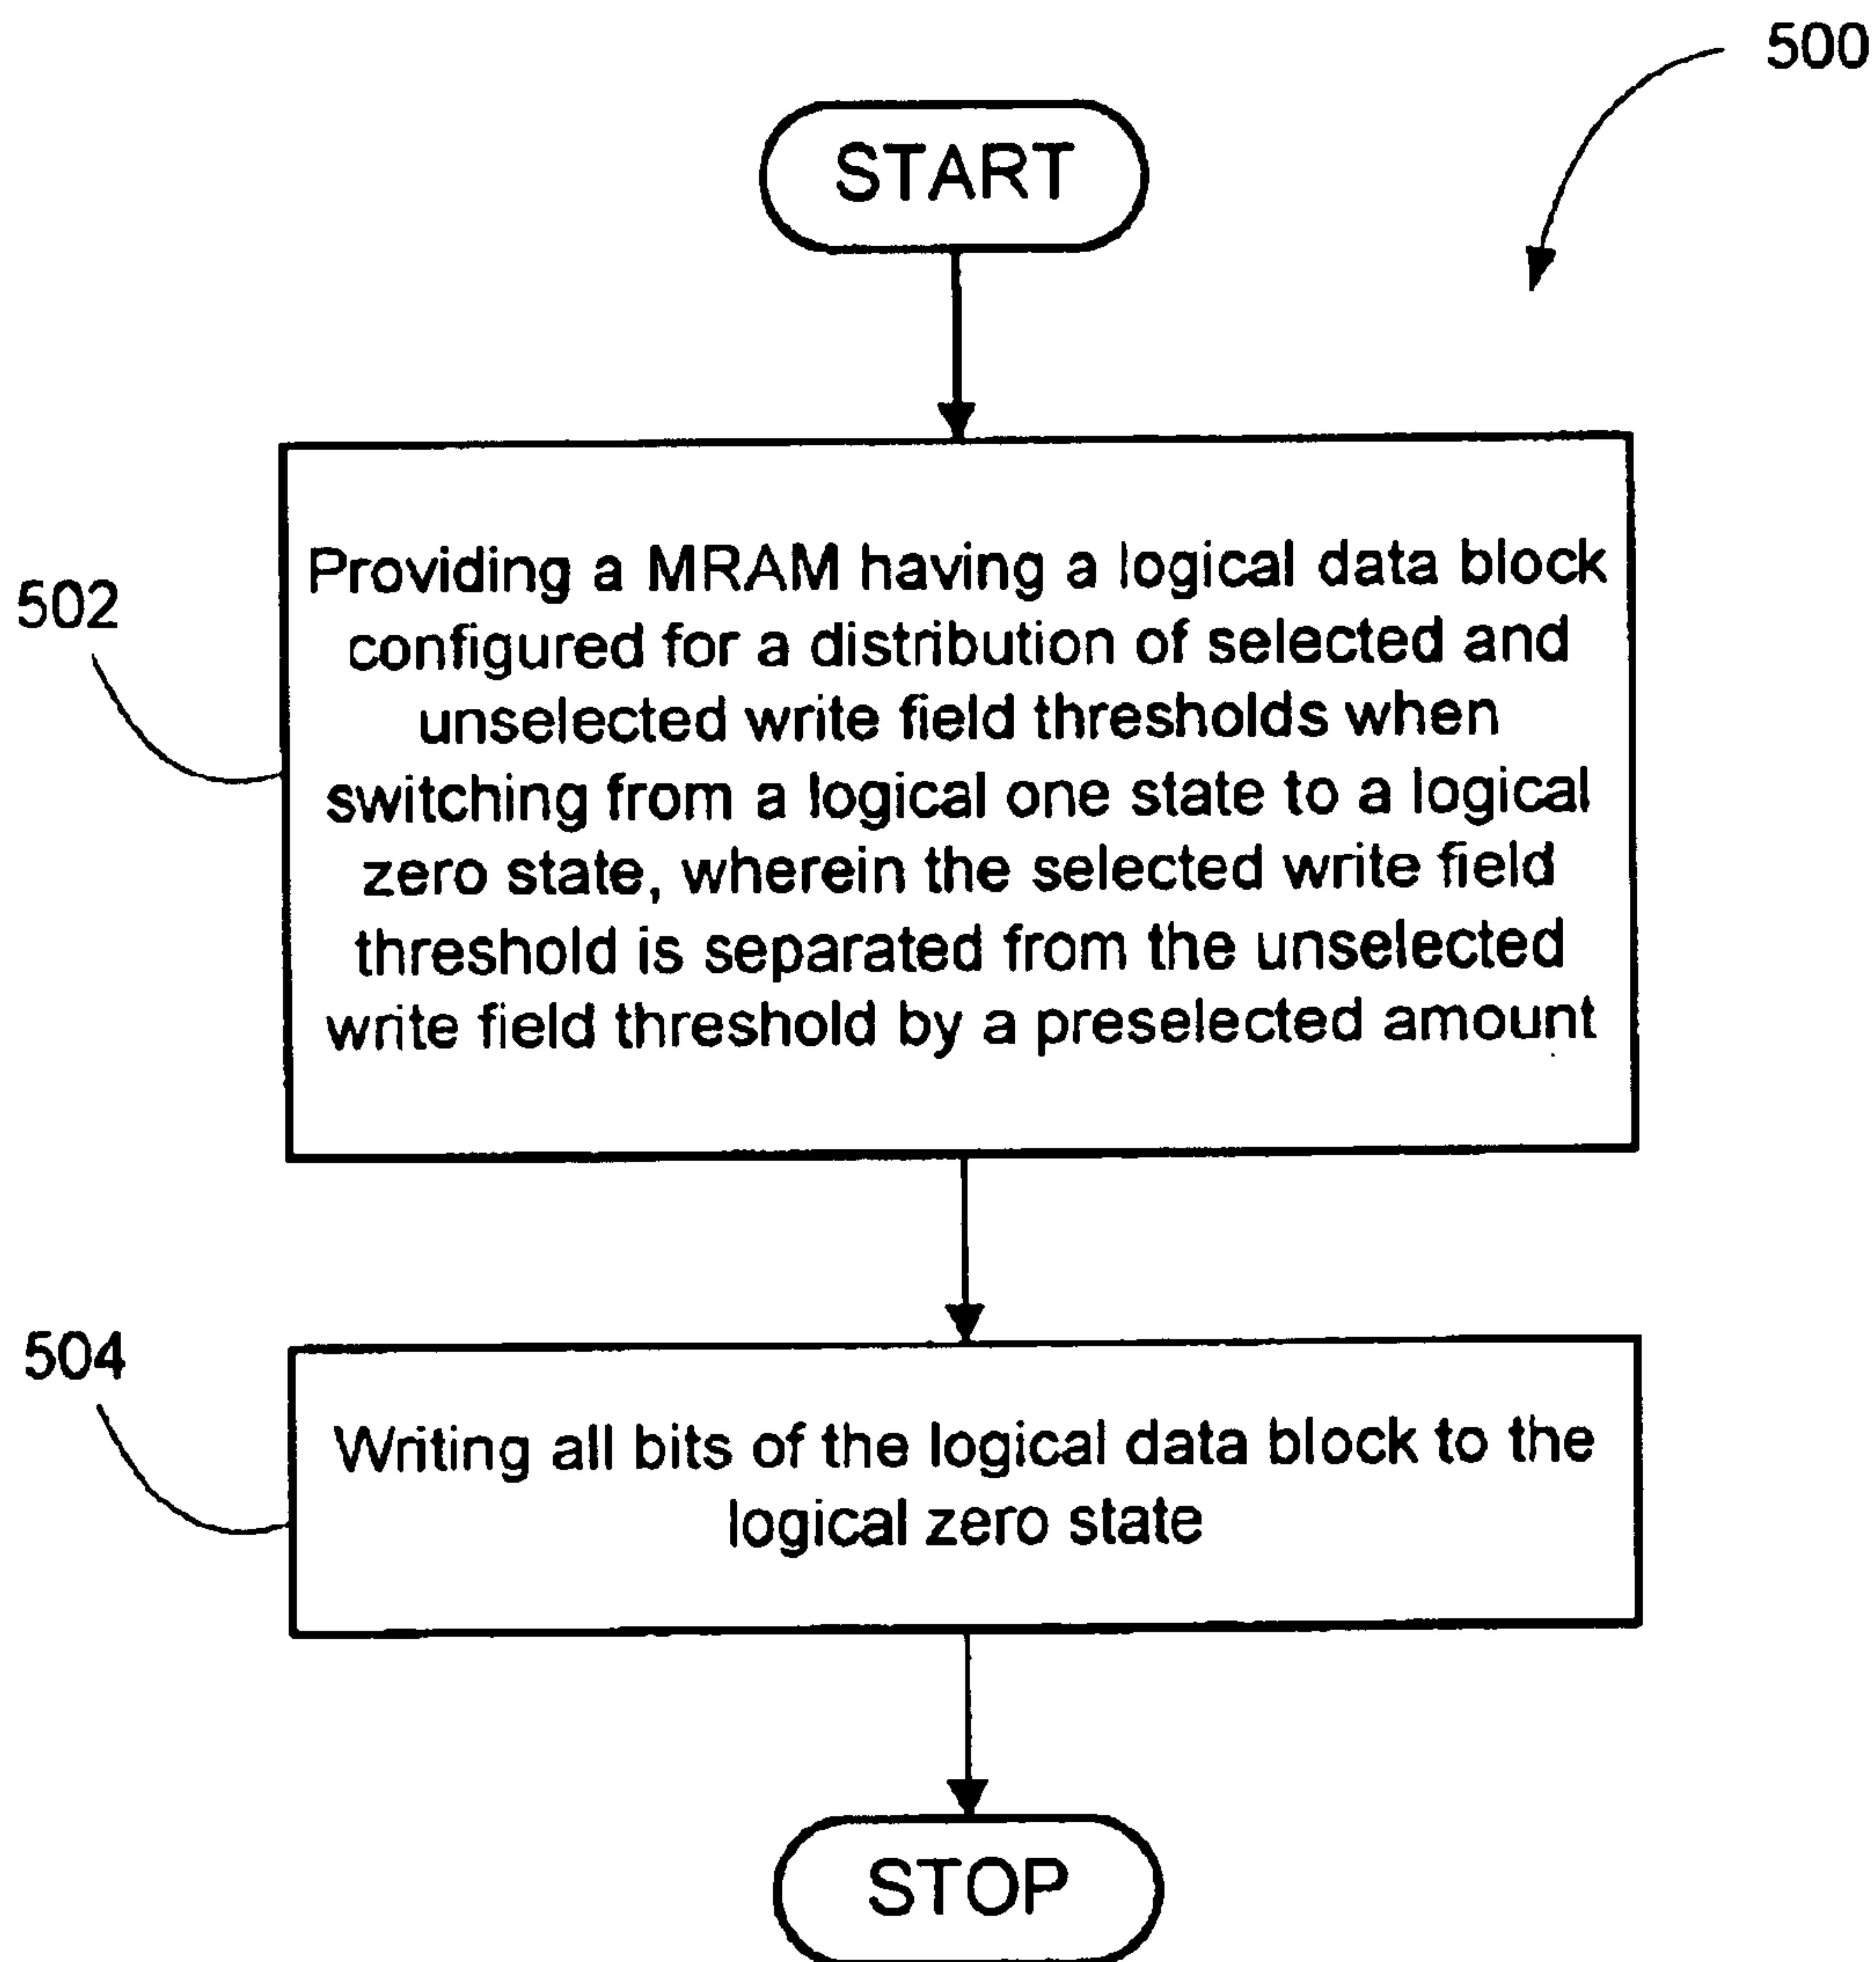 500
START
502
Providing a MRAM having a logical data block
configured for a distribution of selected and
unselected write field thresholds when
switching from a logical one state to a logical
zero state, wherein the selected write field
threshold is separated from the unselected
write field threshold by a preselected amount
504
Writing all bits of the logical data block to the
logical zero state
STOP